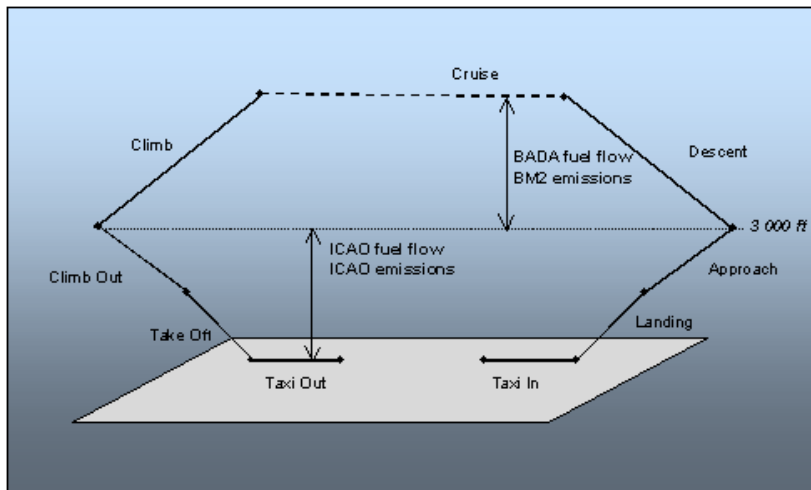 Cruise
Climb
BADA fuel flow
BM2 emissions
Descent
3 000 ft
ICAO fuel flow
ICAO emissions
Climb Out
Approach
Take Off
Landing
Taxi Out
Taxi In